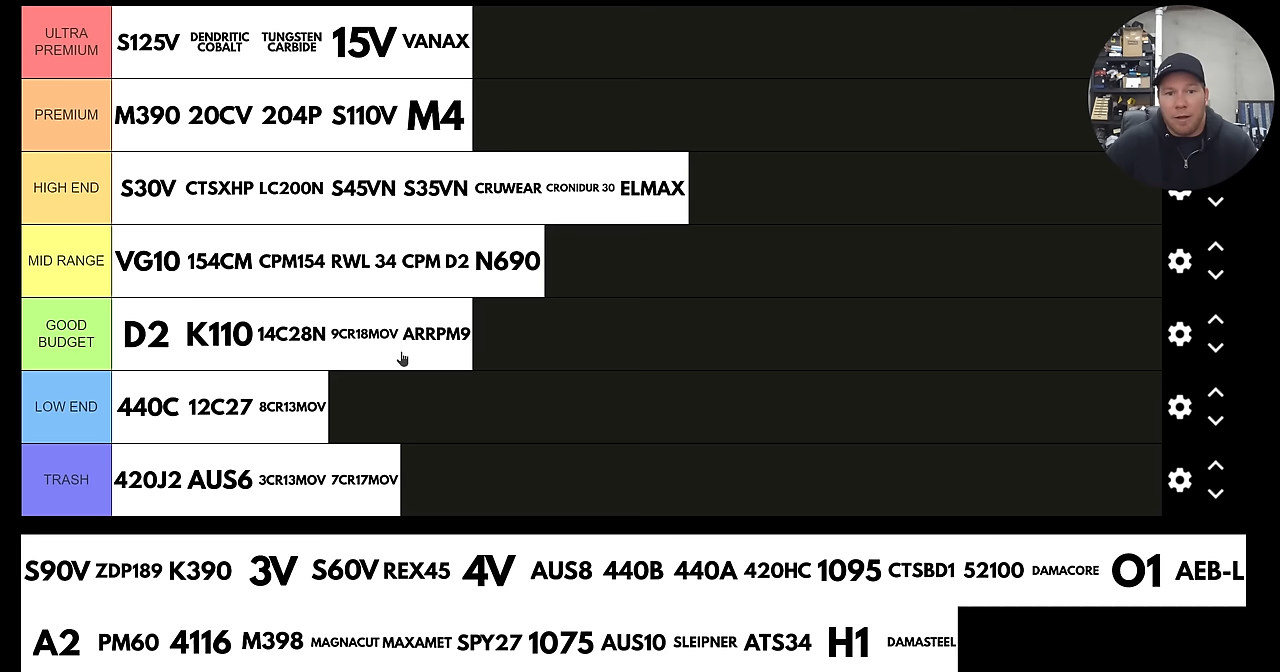 ULTRA PREMIUM S125V DENDRITIC COBALT TUNGSTEN CARBIDE 15V VANAX
PREMIUM M390 20CV 204P S110V M4
HIGH END S30V CTSXHP LC200N S45VN S35VN CRUWEAR CRONIDUR 30 ELMAX
MID RANGE VG10 154CM CPM154 RWL 34 CPM D2 N690
GOOD BUDGET D2 K110 14C28N 9CR18MOV ARRPM9
LOW END 440C 12C27 8CR13MOV
TRASH 420J2 AUS6 3CR13MOV 7CR17MOV
S90V ZDP189 K390 3V S60V REX45 4V AUS8 440B 440A 420HC 1095 CTSBD1 52100 DAMACORE O1 AEB-L
A2 PM60 4116 M398 MAGNACUT MAXAMET SPY27 1075 AUS10 SLEIPNER ATS34 H1 DAMASTEEL